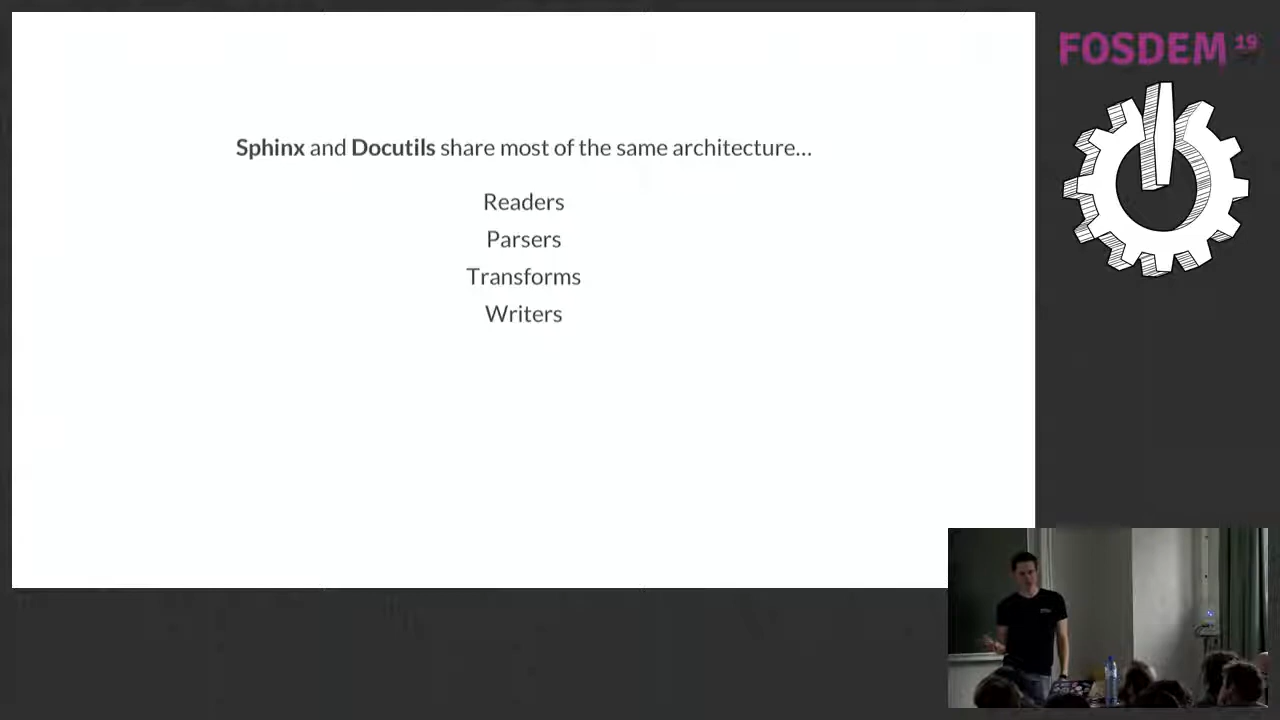 Sphinx and Docutils share most of the same architecture...
Readers
Parsers
Transforms
Writers
FOSDEM 19